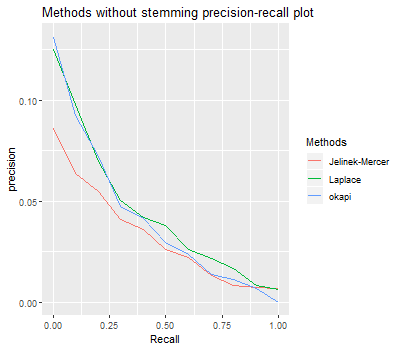 Methods without stemming precision-recall plot
0.10
0.05
0.00
precision
0.00 0.25 0.50 0.75 1.00
Recall
Methods
Jelinek-Mercer
Laplace
okapi